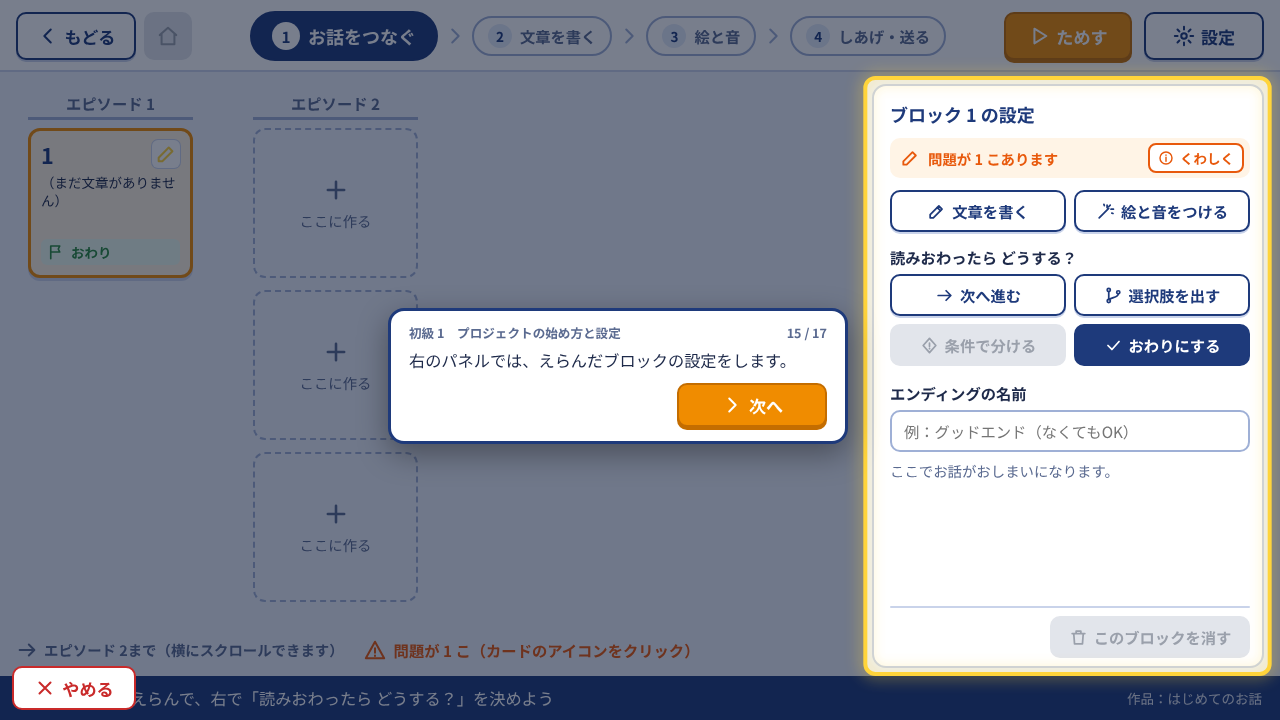 もどる
1 お話をつなぐ
2 文章を書く
3 絵と音
4 しあげ・送る
ためす
設定
エピソード 1
エピソード 2
1
（まだ文章がありませ
ん）
おわり
ここに作る
ここに作る
ここに作る
初級 1　プロジェクトの始め方と設定
15 / 17
右のパネルでは、えらんだブロックの設定をします。
次へ
ブロック 1 の設定
問題が 1 こあります
くわしく
文章を書く
絵と音をつける
読みおわったら どうする？
次へ進む
選択肢を出す
条件で分ける
おわりにする
エンディングの名前
例：グッドエンド（なくてもOK）
ここでお話がおしまいになります。
このブロックを消す
エピソード 2まで（横にスクロールできます）
問題が 1 こ（カードのアイコンをクリック）
やめる
えらんで、右で「読みおわったら どうする？」を決めよう
作品：はじめてのお話